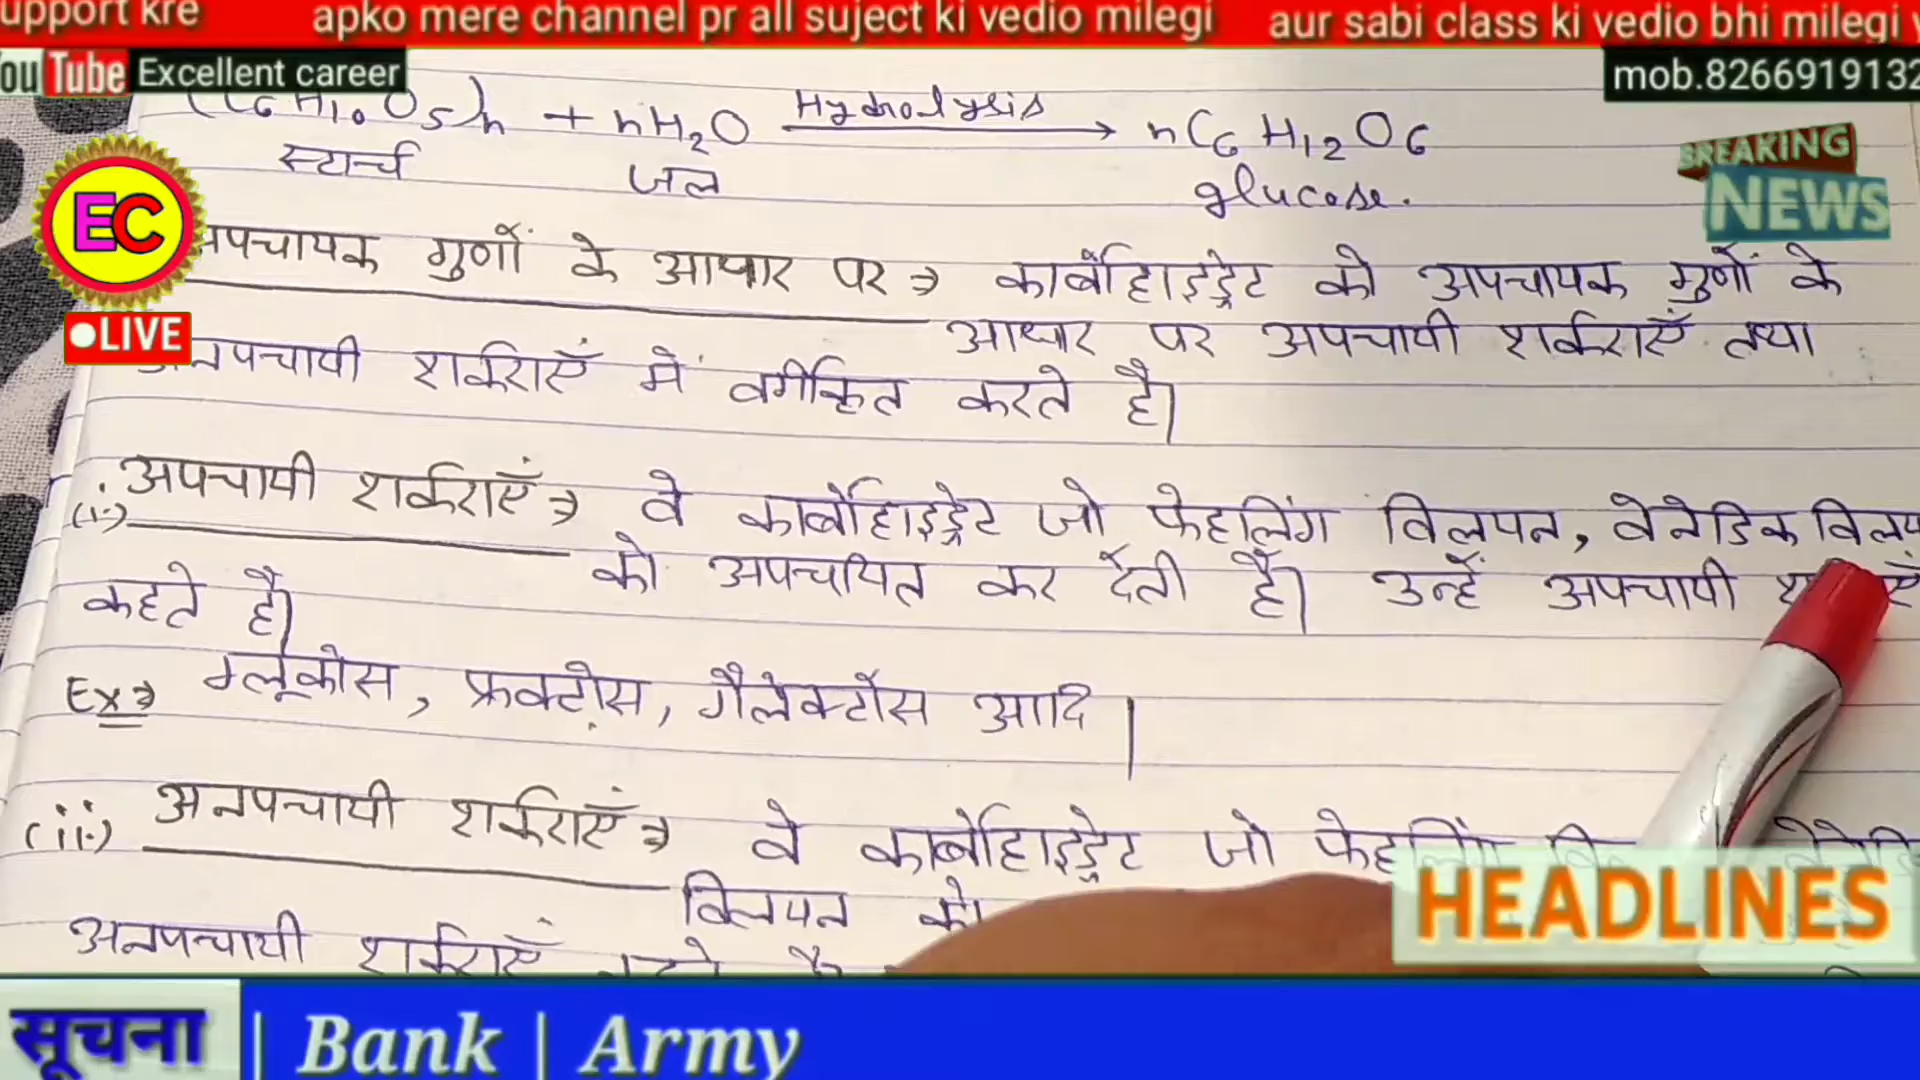 upport kre apko mere channel pr all suject ki vedio milegi aur sabi class ki vedio bhi milegi
You Tube Excellent career
mob.8266919132
(C6H10O5)n + nH2O Hydrolysis → nC6H12O6
स्टार्च जल glucose.
BREAKING
NEWS
EC
LIVE
अपचायक गुणों के आधार पर ⇒ कार्बोहाइड्रेट को अपचायक गुणों के
आधार पर अपचायी शर्कराएँ तथा
अनपचायी शर्कराएँ में वर्गीकृत करते है।
(i.) अपचायी शर्कराएँ ⇒ वे कार्बोहाइड्रेट जो फेहलिंग विलयन, वेनेडिक विलय
को अपचयित कर देती है। उन्हें अपचायी
कहते है।
Ex ⇒ ग्लूकोस, फ्रक्टोस, गैलेक्टोस आदि।
(ii.) अनपचायी शर्कराएँ ⇒ वे कार्बोहाइड्रेट जो फेहलिंग
विलयन को
अनपचायी शर्कराएँ
HEADLINES
सूचना | Bank | Army